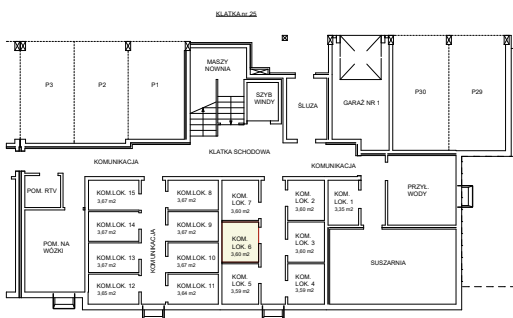 KLATKA nr 25
P3
P2
P1
MASZY
NOWNIA
SZYB
WINDY
ŚLUZA
GARAŻ NR 1
P30
P29
KLATKA SCHODOWA
KOMUNIKACJA
KOMUNIKACJA
POM. RTV
POM. NA
WÓZKI
KOM.LOK. 15
3,67 m2
KOM.LOK. 14
3,67 m2
KOM.LOK. 13
3,67 m2
KOM.LOK. 12
3,65 m2
KOMUNIKACJA
KOM.LOK. 8
3,67 m2
KOM.LOK. 9
3,67 m2
KOM.LOK. 10
3,67 m2
KOM.LOK. 11
3,64 m2
KOM.
LOK. 7
3,60 m2
KOM.
LOK. 6
3,60 m2
KOM.
LOK. 5
3,59 m2
KOM.
LOK. 2
3,60 m2
KOM.
LOK. 3
3,60 m2
KOM.
LOK. 4
3,59 m2
KOM.
LOK. 1
3,35 m2
PRZYŁ.
WODY
SUSZARNIA